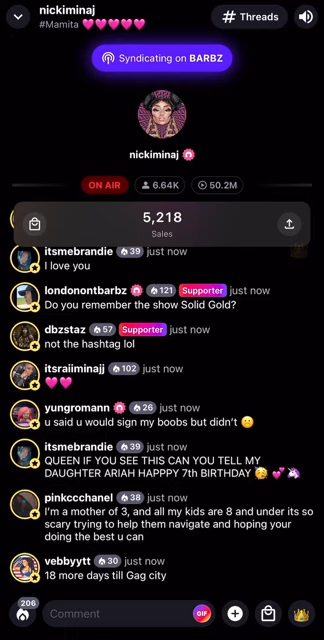 nickiminaj
#Mamita 💗💗💗💗💗
# Threads
Syndicating on BARBZ
nickiminaj
ON AIR
6.64K
50.2M
5,218
Sales
itsmebrandie 39 just now
I love you
londonontbarbz 121 Supporter just now
Do you remember the show Solid Gold?
dbzstaz 57 Supporter just now
not the hashtag lol
itsraiiminajj 102 just now
💗💗
yungromann 26 just now
u said u would sign my boobs but didn't 🙁
itsmebrandie 39 just now
QUEEN IF YOU SEE THIS CAN YOU TELL MY
DAUGHTER ARIAH HAPPPY 7th BIRTHDAY 🥳 💕🦄
pinkccchanel 38 just now
I'm a mother of 3, and all my kids are 8 and under its so
scary trying to help them navigate and hoping your
doing the best u can
vebbyytt 30 just now
18 more days till Gag city
206
Comment
GIF